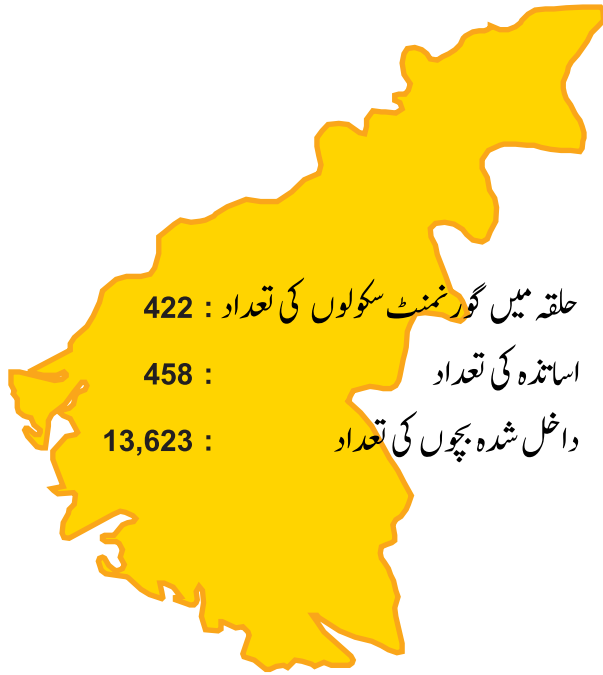 حلقہ میں گورنمنٹ سکولوں کی تعداد : 422
اساتذہ کی تعداد : 458
داخل شدہ بچوں کی تعداد : 13,623